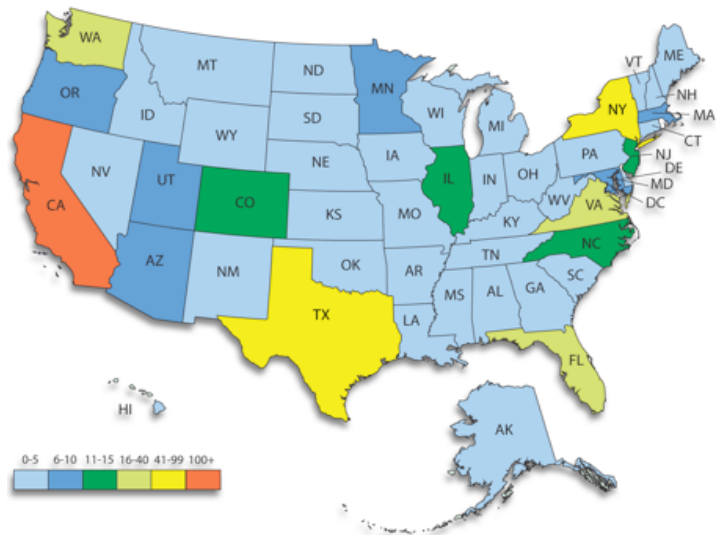 WA
MT
ND
MN
VT
ME
OR
ID
SD
WI
MI
NY
NH
MA
WY
CT
NV
NE
IA
PA
NJ
CA
UT
CO
IL
IN
OH
DE
MD
WV
VA
DC
KS
MO
KY
NC
AZ
NM
OK
AR
TN
SC
MS
AL
GA
TX
LA
FL
HI
AK
0-5 6-10 11-15 16-40 41-99 100+